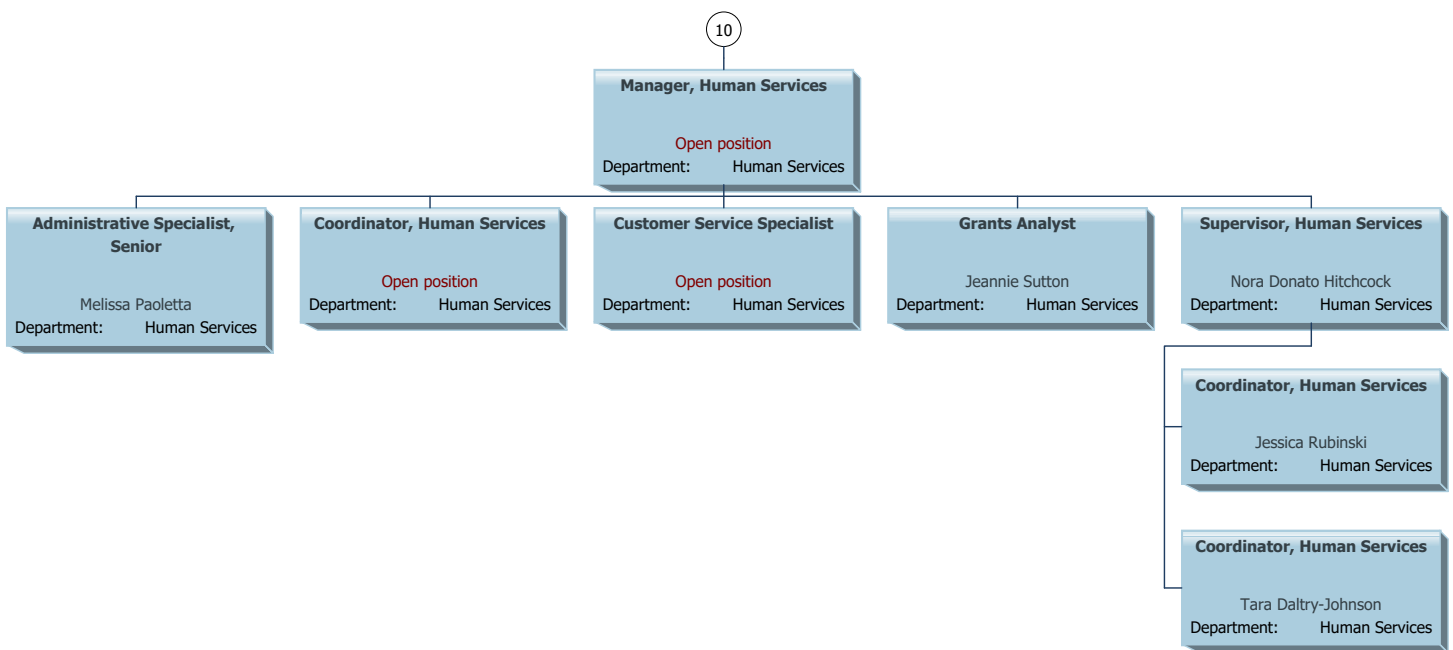 10
Manager, Human Services
Open position
Department: Human Services
Administrative Specialist,
Senior
Melissa Paoletta
Department: Human Services
Coordinator, Human Services
Open position
Department: Human Services
Customer Service Specialist
Open position
Department: Human Services
Grants Analyst
Jeannie Sutton
Department: Human Services
Supervisor, Human Services
Nora Donato Hitchcock
Department: Human Services
Coordinator, Human Services
Jessica Rubinski
Department: Human Services
Coordinator, Human Services
Tara Daltry-Johnson
Department: Human Services